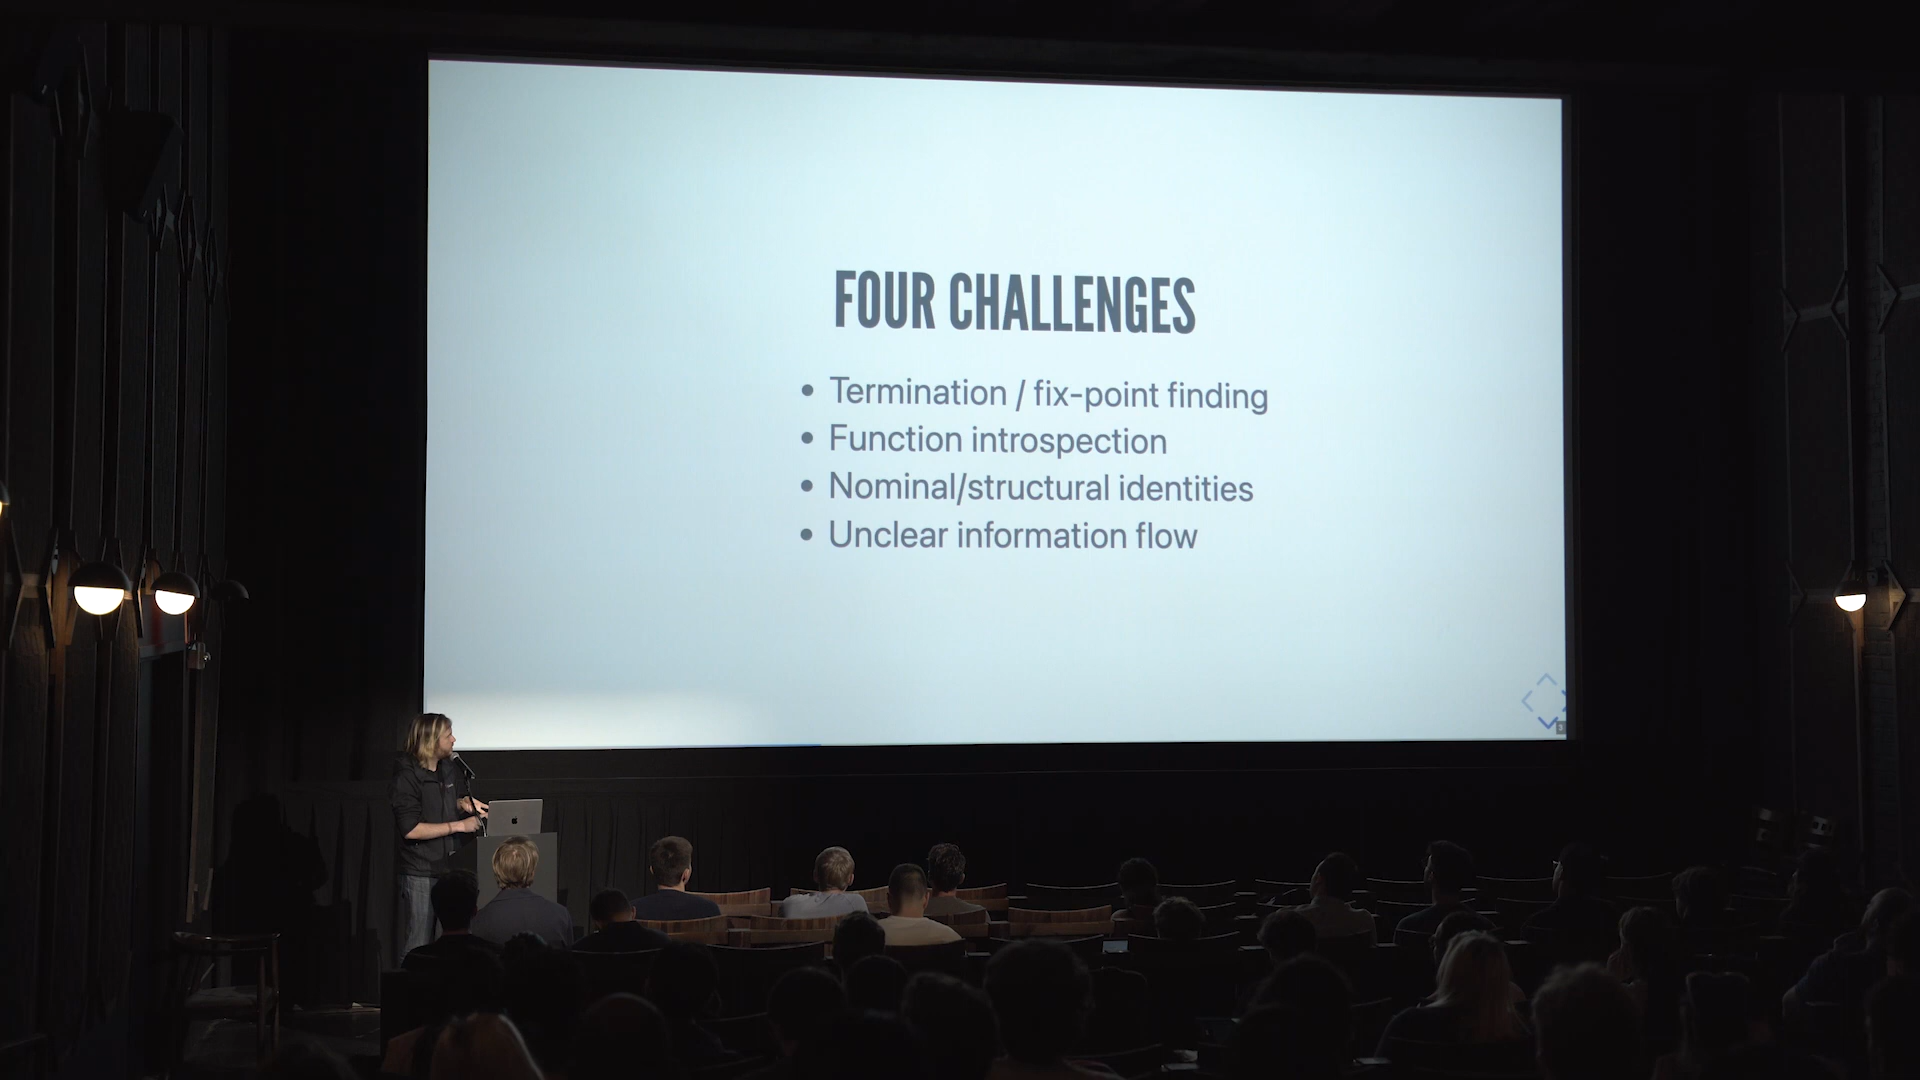 FOUR CHALLENGES
• Termination / fix-point finding
• Function introspection
• Nominal/structural identities
• Unclear information flow